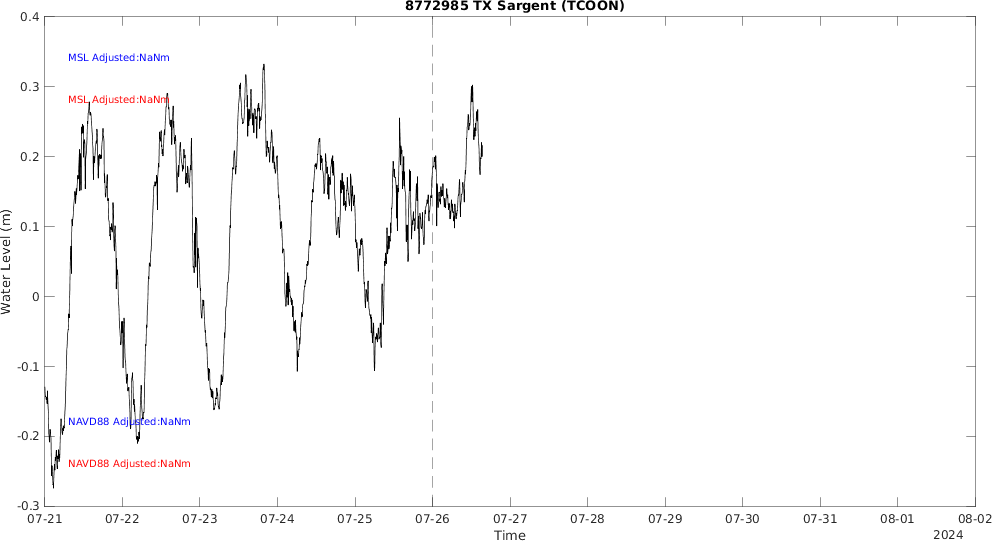 8772985 TX Sargent (TCOON)
0.4
0.3
0.2
0.1
0
-0.1
-0.2
-0.3
Water Level (m)
MSL Adjusted:NaNm
MSL Adjusted:NaNm
NAVD88 Adjusted:NaNm
NAVD88 Adjusted:NaNm
07-21 07-22 07-23 07-24 07-25 07-26 07-27 07-28 07-29 07-30 07-31 08-01 08-02
Time
2024